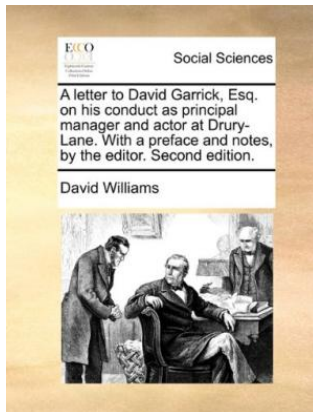 ECCO
Social Sciences
A letter to David Garrick, Esq.
on his conduct as principal
manager and actor at Drury-
Lane. With a preface and notes,
by the editor. Second edition.
David Williams